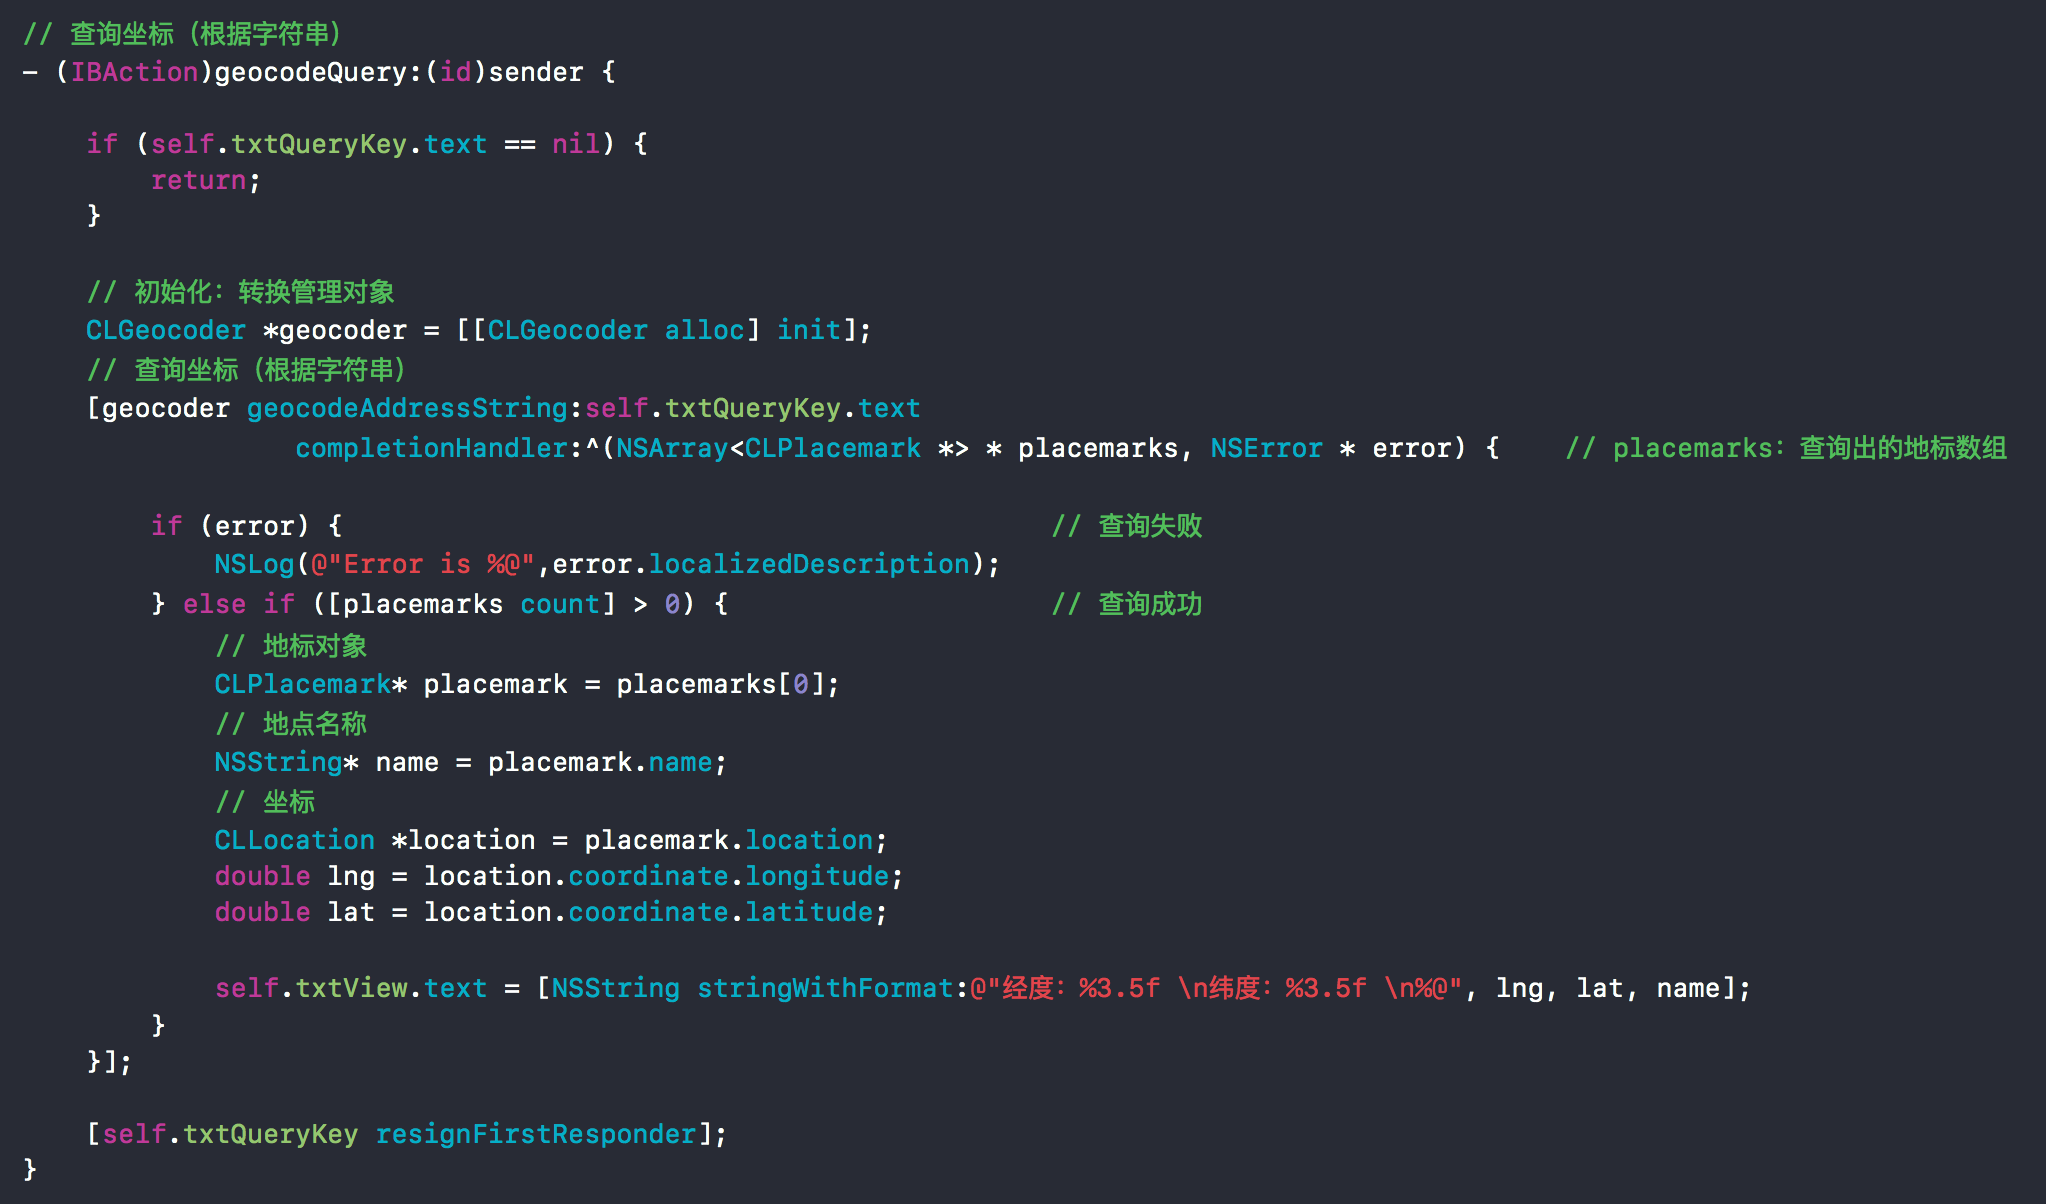 // 查询坐标（根据字符串）
- (IBAction)geocodeQuery:(id)sender {
if (self.txtQueryKey.text == nil) {
return;
}
// 初始化：转换管理对象
CLGeocoder *geocoder = [[CLGeocoder alloc] init];
// 查询坐标（根据字符串）
[geocoder geocodeAddressString:self.txtQueryKey.text
completionHandler:^(NSArray<CLPlacemark *> * placemarks, NSError * error) { // placemarks：查询出的地标数组
if (error) { // 查询失败
NSLog(@"Error is %@",error.localizedDescription);
} else if ([placemarks count] > 0) { // 查询成功
// 地标对象
CLPlacemark* placemark = placemarks[0];
// 地点名称
NSString* name = placemark.name;
// 坐标
CLLocation *location = placemark.location;
double lng = location.coordinate.longitude;
double lat = location.coordinate.latitude;
self.txtView.text = [NSString stringWithFormat:@"经度：%3.5f \n纬度：%3.5f \n%@", lng, lat, name];
}
}];
[self.txtQueryKey resignFirstResponder];
}